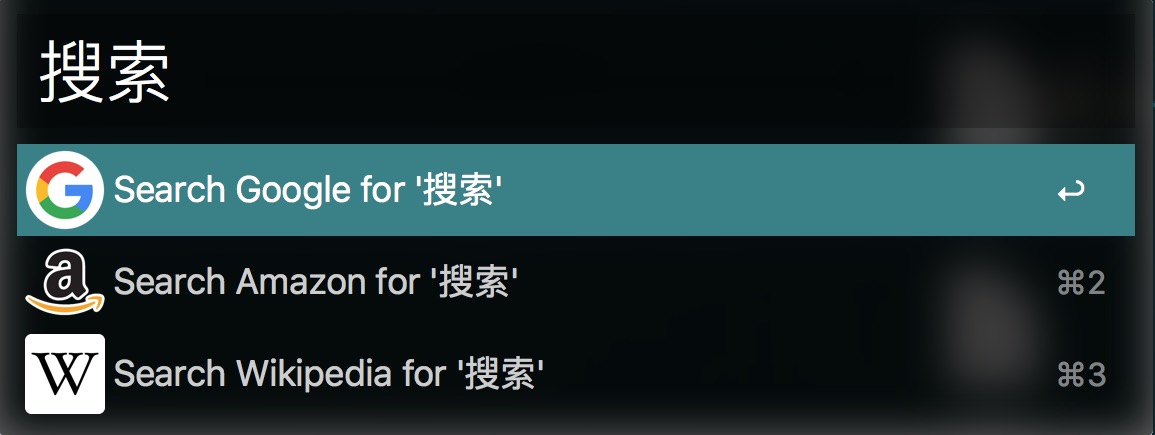 搜索
Search Google for '搜索' ↩
Search Amazon for '搜索' ⌘2
Search Wikipedia for '搜索' ⌘3